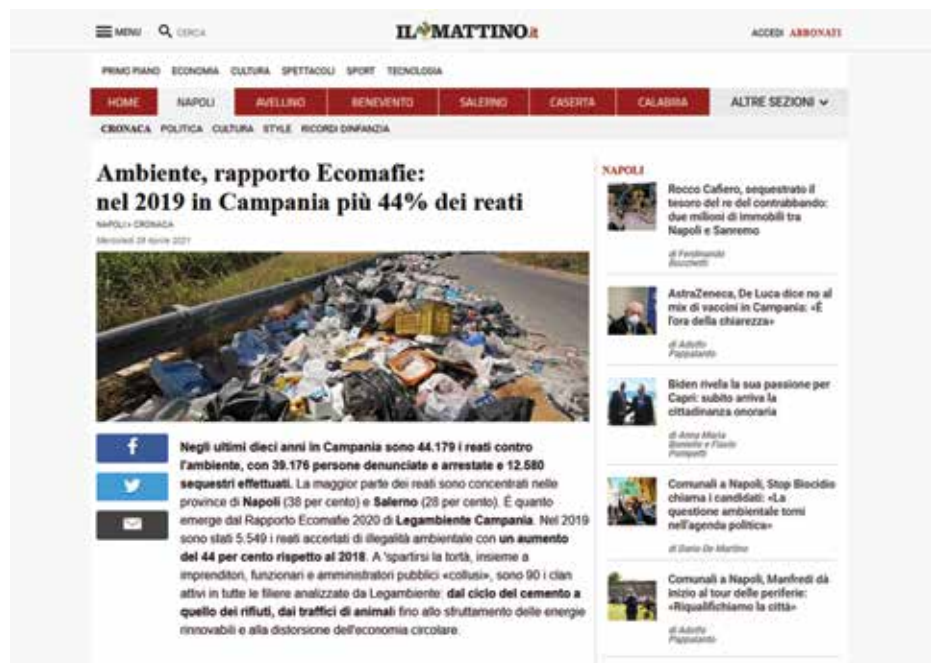 MENU CERCA IL MATTINO.it ACCEDI ABBONATI
PRIMO PIANO ECONOMIA CULTURA SPETTACOLI SPORT TECNOLOGIA
HOME NAPOLI AVELLINO BENEVENTO SALERNO CASERTA CALABRIA ALTRE SEZIONI
CRONACA POLITICA CULTURA STYLE RICORDI DINFANZIA
Ambiente, rapporto Ecomafie:
nel 2019 in Campania più 44% dei reati
NAPOLI > CRONACA
Mercoledì 28 Aprile 2021
Negli ultimi dieci anni in Campania sono 44.179 i reati contro
l'ambiente, con 39.176 persone denunciate e arrestate e 12.580
sequestri effettuati. La maggior parte dei reati sono concentrati nelle
province di Napoli (38 per cento) e Salerno (28 per cento). È quanto
emerge dal Rapporto Ecomafie 2020 di Legambiente Campania. Nel 2019
sono stati 5.549 i reati accertati di illegalità ambientale con un aumento
del 44 per cento rispetto al 2018. A 'spartirsi la torta, insieme a
imprenditori, funzionari e amministratori pubblici «collusi», sono 90 i clan
attivi in tutte le filiere analizzate da Legambiente: dal ciclo del cemento a
quello dei rifiuti, dai traffici di animali fino allo sfruttamento delle energie
rinnovabili e alla distorsione dell'economia circolare.
NAPOLI
Rocco Cafiero, sequestrato il
tesoro del re del contrabbando:
due milioni di immobili tra
Napoli e Sanremo
di Ferdinando
Bocchetti
AstraZeneca, De Luca dice no al
mix di vaccini in Campania: «È
l'ora della chiarezza»
di Adolfo
Pappalardo
Biden rivela la sua passione per
Capri: subito arriva la
cittadinanza onoraria
di Anna Maria
Boniello e Flavio
Pompetti
Comunali a Napoli, Stop Biocidio
chiama i candidati: «La
questione ambientale torni
nell'agenda politica»
di Dario De Martino
Comunali a Napoli, Manfredi dà
inizio al tour delle periferie:
«Riqualifichiamo la città»
di Adolfo
Pappalardo